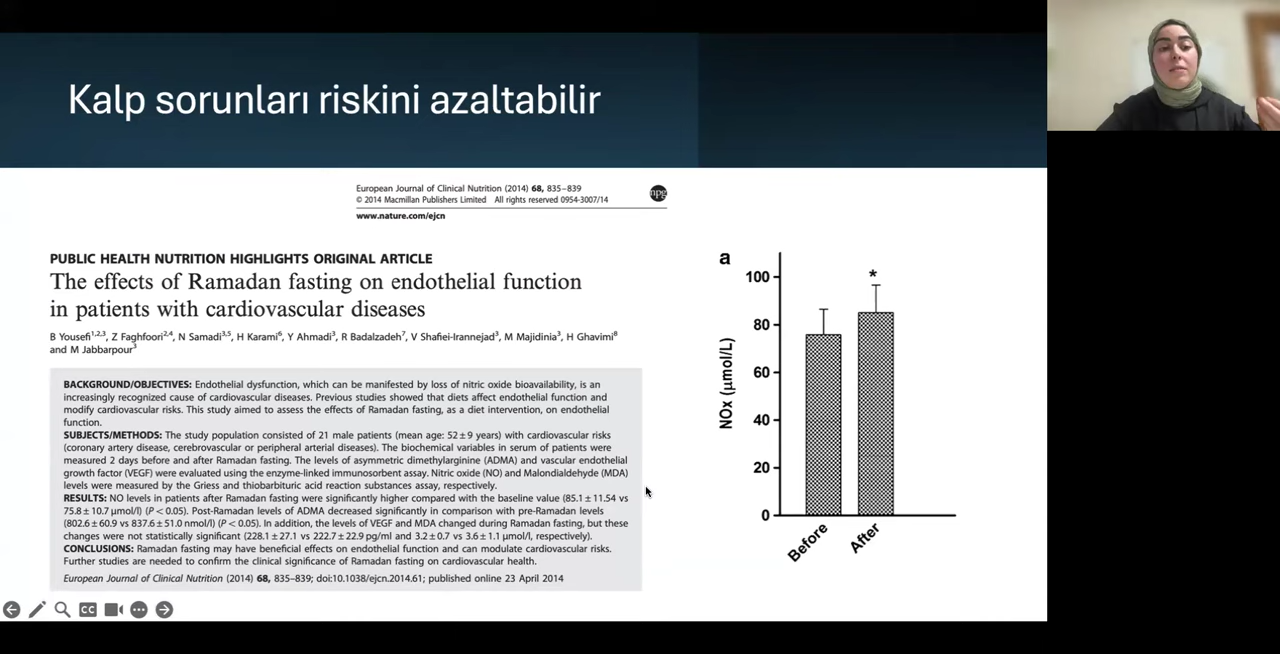 Kalp sorunları riskini azaltabilir
European Journal of Clinical Nutrition (2014) 68, 835–839
© 2014 Macmillan Publishers Limited All rights reserved 0954-3007/14
npg
www.nature.com/ejcn
PUBLIC HEALTH NUTRITION HIGHLIGHTS ORIGINAL ARTICLE
The effects of Ramadan fasting on endothelial function
in patients with cardiovascular diseases
B Yousefi1,2,3, Z Faghfoori2,4, N Samadi3,5, H Karami6, Y Ahmadi3, R Badalzadeh7, V Shafiei-Irannejad3, M Majidinia3, H Ghavimi8
and M Jabbarpour3
BACKGROUND/OBJECTIVES: Endothelial dysfunction, which can be manifested by loss of nitric oxide bioavailability, is an
increasingly recognized cause of cardiovascular diseases. Previous studies showed that diets affect endothelial function and
modify cardiovascular risks. This study aimed to assess the effects of Ramadan fasting, as a diet intervention, on endothelial
function.
SUBJECTS/METHODS: The study population consisted of 21 male patients (mean age: 52 ± 9 years) with cardiovascular risks
(coronary artery disease, cerebrovascular or peripheral arterial diseases). The biochemical variables in serum of patients were
measured 2 days before and after Ramadan fasting. The levels of asymmetric dimethylarginine (ADMA) and vascular endothelial
growth factor (VEGF) were evaluated using the enzyme-linked immunosorbent assay. Nitric oxide (NO) and Malondialdehyde (MDA)
levels were measured by the Griess and thiobarbituric acid reaction substances assay, respectively.
RESULTS: NO levels in patients after Ramadan fasting were significantly higher compared with the baseline value (85.1 ± 11.54 vs
75.8 ± 10.7 μmol/l) (P < 0.05). Post-Ramadan levels of ADMA decreased significantly in comparison with pre-Ramadan levels
(802.6 ± 60.9 vs 837.6 ± 51.0 nmol/l) (P < 0.05). In addition, the levels of VEGF and MDA changed during Ramadan fasting, but these
changes were not statistically significant (228.1 ± 27.1 vs 222.7 ± 22.9 pg/ml and 3.2 ± 0.7 vs 3.6 ± 1.1 μmol/l, respectively).
CONCLUSIONS: Ramadan fasting may have beneficial effects on endothelial function and can modulate cardiovascular risks.
Further studies are needed to confirm the clinical significance of Ramadan fasting on cardiovascular health.
European Journal of Clinical Nutrition (2014) 68, 835–839; doi:10.1038/ejcn.2014.61; published online 23 April 2014
a
*
100
80
60
40
20
0
NOx (μmol/L)
Before
After
CC